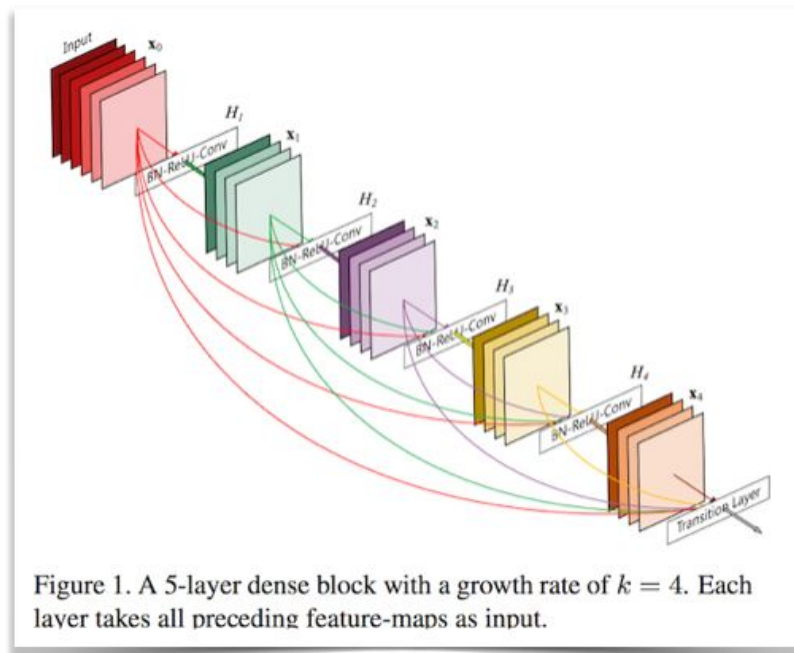 Input
x₀
H₁
BN-ReLU-Conv
x₁
H₂
BN-ReLU-Conv
x₂
H₃
BN-ReLU-Conv
x₃
H₄
BN-ReLU-Conv
x₄
Transition Layer
Figure 1. A 5-layer dense block with a growth rate of k = 4. Each
layer takes all preceding feature-maps as input.